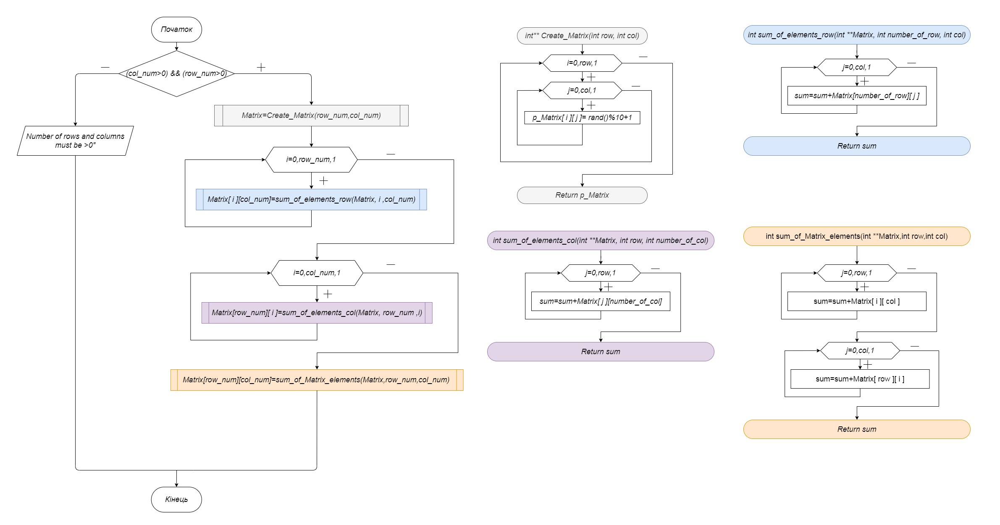 Початок
(col_num>0) && (row_num>0)
Number of rows and columns
must be >0"
Matrix=Create_Matrix(row_num,col_num)
i=0,row_num,1
Matrix[ i ][col_num]=sum_of_elements_row(Matrix, i ,col_num)
i=0,col_num,1
Matrix[row_num][ i ]=sum_of_elements_col(Matrix, row_num ,i)
Matrix[row_num][col_num]=sum_of_Matrix_elements(Matrix,row_num,col_num)
Кінець
int** Create_Matrix(int row, int col)
i=0,row,1
j=0,col,1
p_Matrix[ i ][ j ]= rand()%10+1
Return p_Matrix
int sum_of_elements_row(int **Matrix, int number_of_row, int col)
j=0,col,1
sum=sum+Matrix[number_of_row][ j ]
Return sum
int sum_of_elements_col(int **Matrix, int row, int number_of_col)
j=0,row,1
sum=sum+Matrix[ j ][number_of_col]
Return sum
int sum_of_Matrix_elements(int **Matrix,int row,int col)
j=0,row,1
sum=sum+Matrix[ i ][ col ]
j=0,col,1
sum=sum+Matrix[ row ][ i ]
Return sum